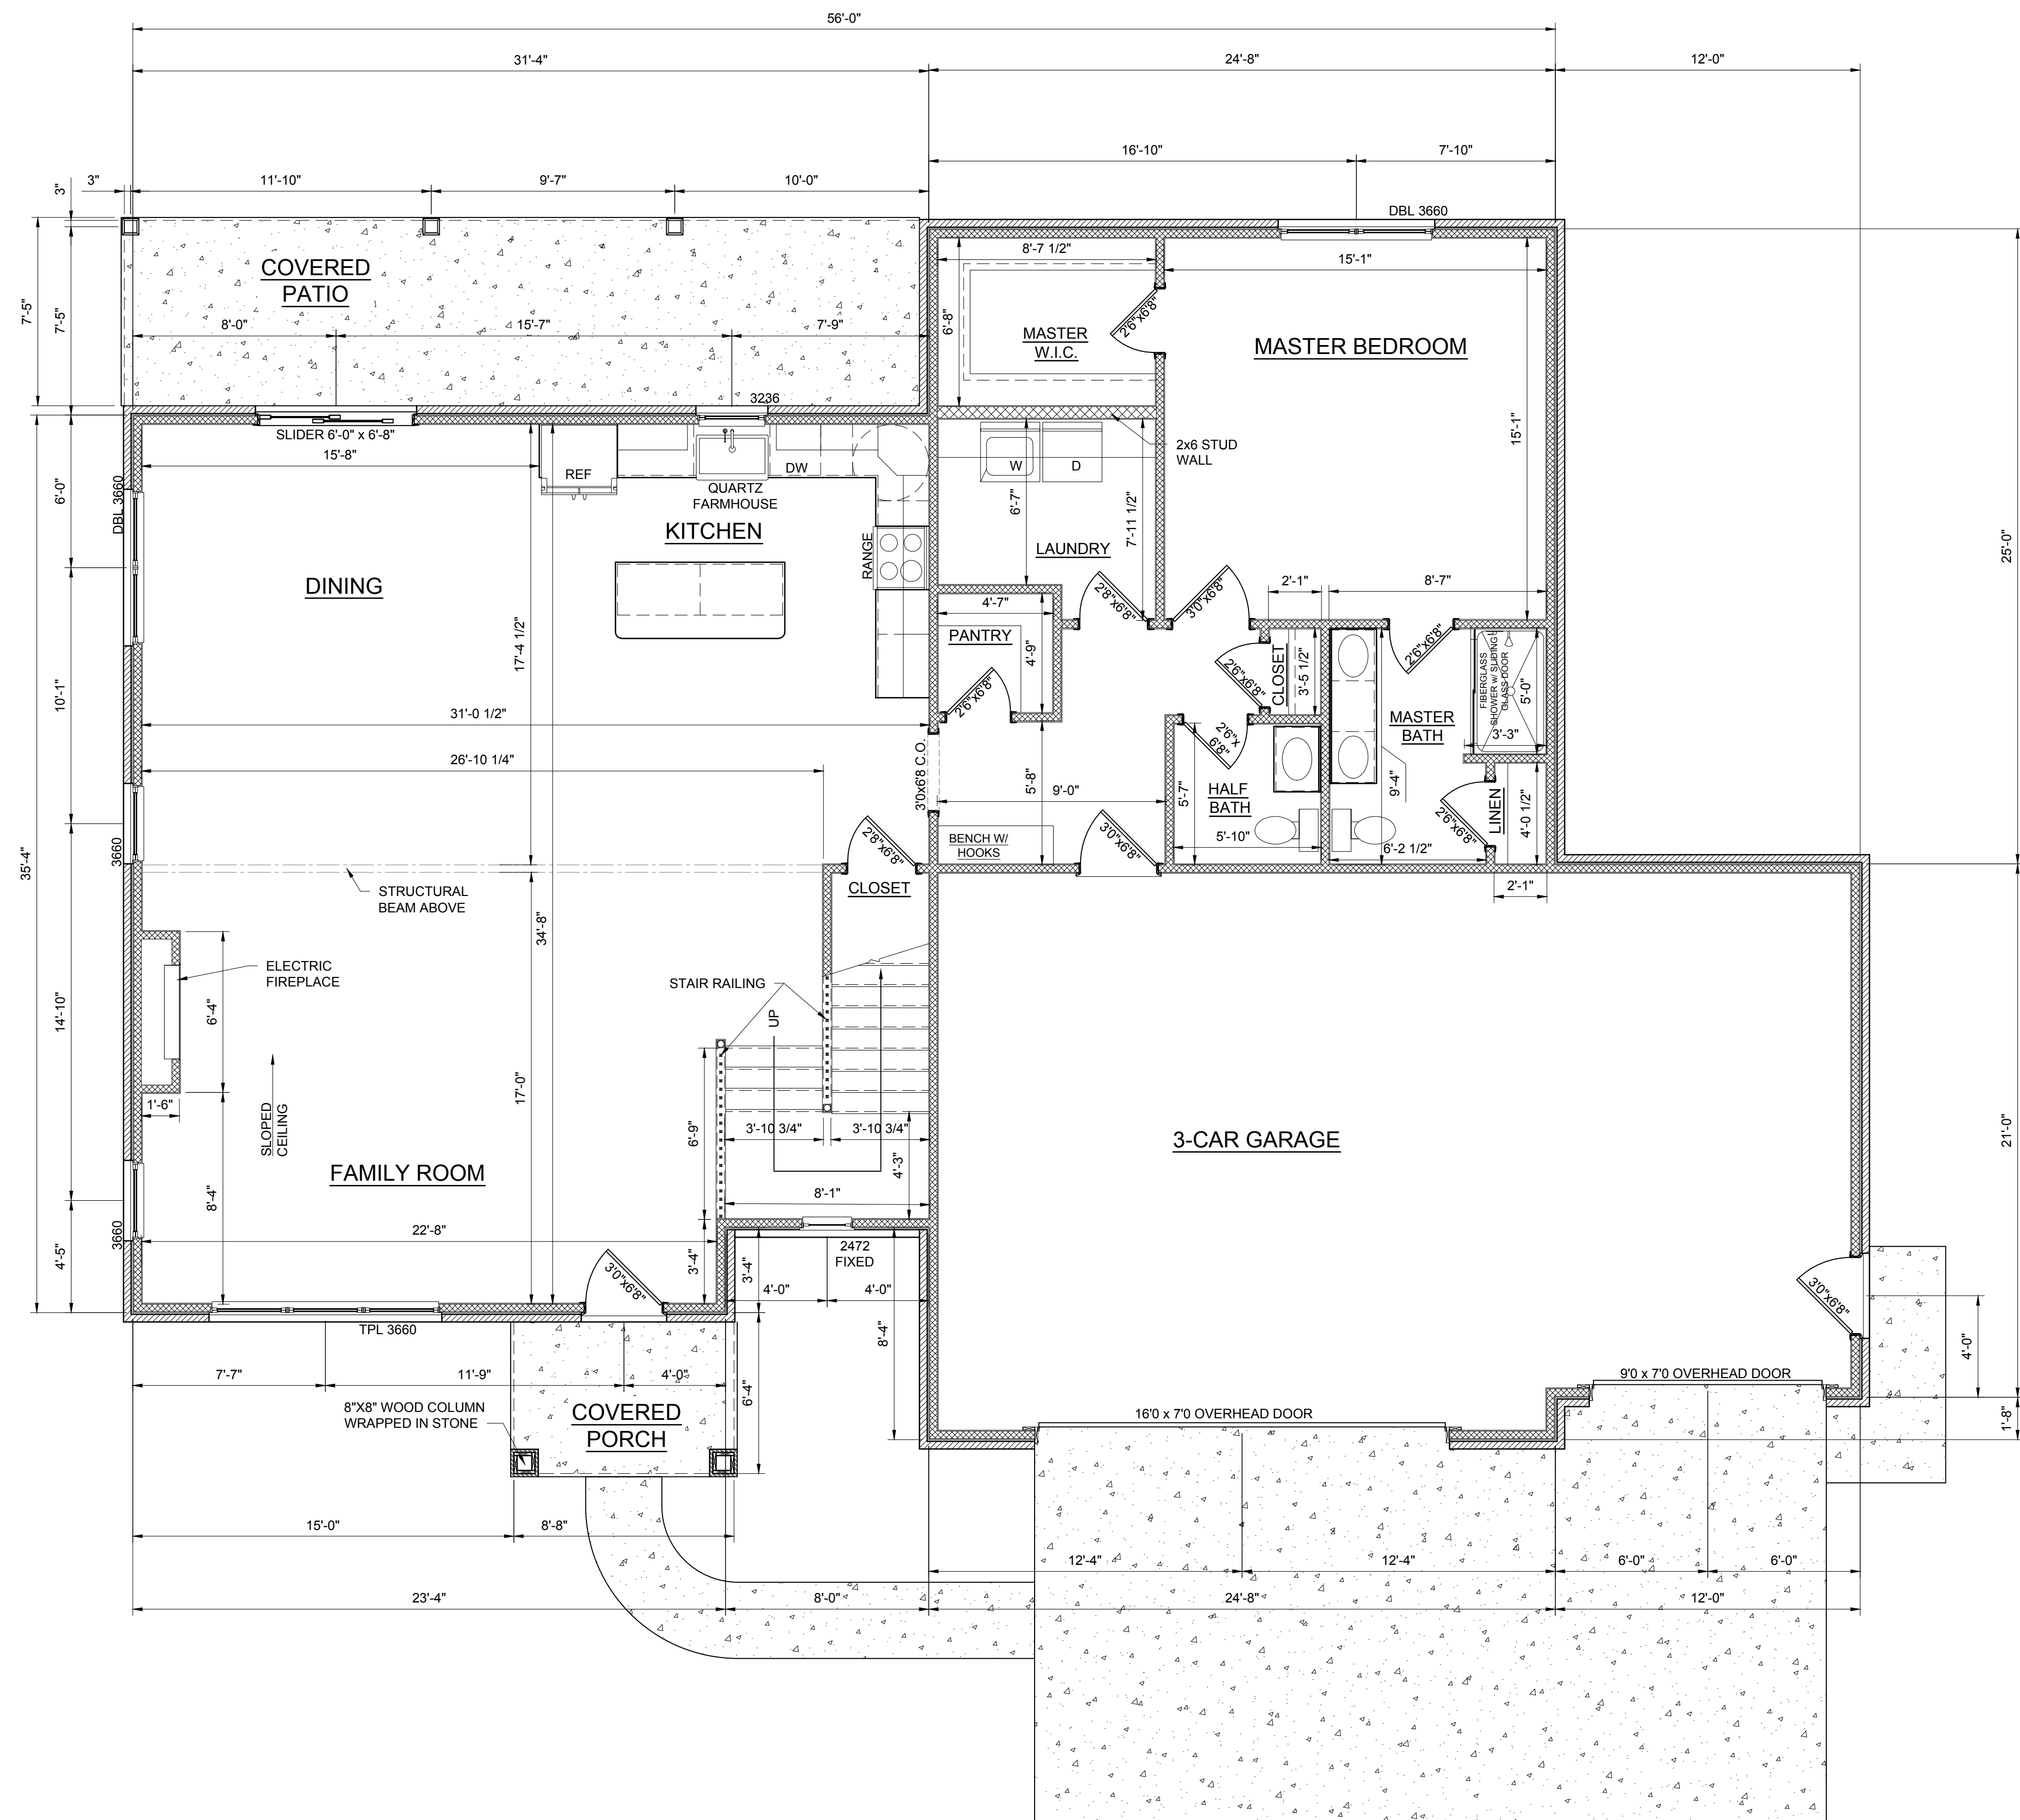 56'-0"
31'-4"
24'-8"
12'-0"
16'-10"
7'-10"
3"
3"
11'-10"
9'-7"
10'-0"
DBL 3660
COVERED
PATIO
8'-0"
15'-7"
7'-9"
7'-5"
7'-5"
8'-7 1/2"
6'-8"
MASTER
W.I.C.
2'6"x6'8"
15'-1"
MASTER BEDROOM
15'-1"
3236
SLIDER 6'-0" x 6'-8"
15'-8"
REF
DW
QUARTZ
FARMHOUSE
KITCHEN
RANGE
DINING
W
D
2x6 STUD
WALL
6'-7"
7'-11 1/2"
LAUNDRY
2'8"x6'8"
3'0"x6'8"
2'-1"
8'-7"
4'-7"
PANTRY
4'-9"
2'6"x6'8"
2'6"x6'8"
CLOSET
3'-5 1/2"
2'6"x6'8"
FIBERGLASS
SHOWER w/ SLIDING
GLASS DOOR
5'-0"
3'-3"
MASTER
BATH
6'-0"
DBL 3660
10'-1"
17'-4 1/2"
31'-0 1/2"
26'-10 1/4"
3'0x6'8 C.O.
5'-8"
9'-0"
2'6"x
6'8"
5'-7"
HALF
BATH
5'-10"
9'-4"
6'-2 1/2"
2'6"x6'8"
LINEN
4'-0 1/2"
2'-1"
25'-0"
BENCH W/
HOOKS
3'0"x6'8"
2'8"x6'8"
CLOSET
3660
35'-4"
STRUCTURAL
BEAM ABOVE
34'-8"
ELECTRIC
FIREPLACE
6'-4"
14'-10"
1'-6"
SLOPED
CEILING
17'-0"
STAIR RAILING
UP
6'-9"
3'-10 3/4"
3'-10 3/4"
4'-3"
8'-1"
3-CAR GARAGE
21'-0"
FAMILY ROOM
8'-4"
22'-8"
3660
4'-5"
3'0"x6'8"
3'-4"
3'-4"
2472
FIXED
4'-0"
4'-0"
8'-4"
TPL 3660
7'-7"
11'-9"
4'-0"
6'-4"
8"X8" WOOD COLUMN
WRAPPED IN STONE
COVERED
PORCH
3'0"x6'8"
4'-0"
1'-8"
9'0 x 7'0 OVERHEAD DOOR
16'0 x 7'0 OVERHEAD DOOR
15'-0"
8'-8"
12'-4"
12'-4"
6'-0"
6'-0"
23'-4"
8'-0"
24'-8"
12'-0"